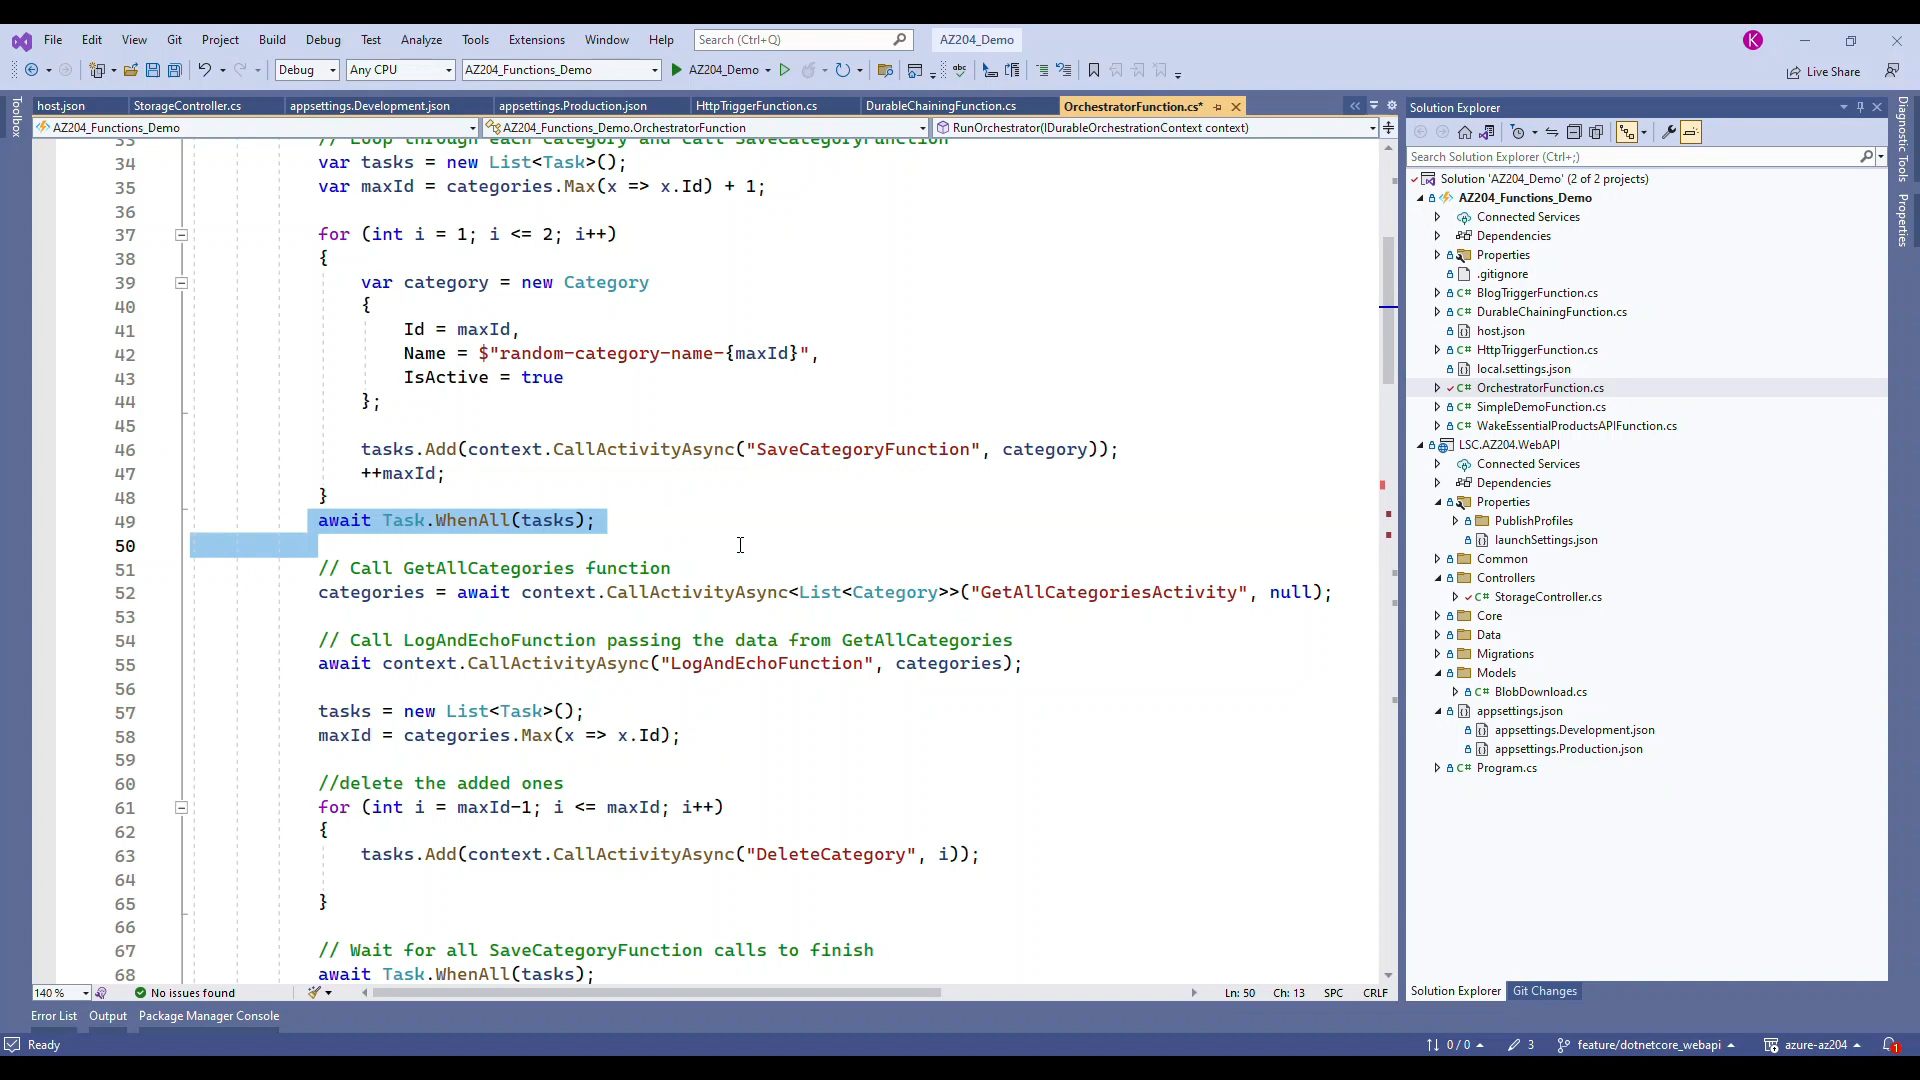 File Edit View Git Project Build Debug Test Analyze Tools Extensions Window Help Search (Ctrl+Q) AZ204_Demo K
Debug Any CPU AZ204_Functions_Demo AZ204_Demo Live Share
host.json StorageController.cs appsettings.Development.json appsettings.Production.json HttpTriggerFunction.cs DurableChainingFunction.cs OrchestratorFunction.cs*
AZ204_Functions_Demo AZ204_Functions_Demo.OrchestratorFunction RunOrchestrator(IDurableOrchestrationContext context)
Toolbox
33 // Loop through each category and call SaveCategoryFunction
34 var tasks = new List<Task>();
35 var maxId = categories.Max(x => x.Id) + 1;
36
37 for (int i = 1; i <= 2; i++)
38 {
39 var category = new Category
40 {
41 Id = maxId,
42 Name = $"random-category-name-{maxId}",
43 IsActive = true
44 };
45
46 tasks.Add(context.CallActivityAsync("SaveCategoryFunction", category));
47 ++maxId;
48 }
49 await Task.WhenAll(tasks);
50
51 // Call GetAllCategories function
52 categories = await context.CallActivityAsync<List<Category>>("GetAllCategoriesActivity", null);
53
54 // Call LogAndEchoFunction passing the data from GetAllCategories
55 await context.CallActivityAsync("LogAndEchoFunction", categories);
56
57 tasks = new List<Task>();
58 maxId = categories.Max(x => x.Id);
59
60 //delete the added ones
61 for (int i = maxId-1; i <= maxId; i++)
62 {
63 tasks.Add(context.CallActivityAsync("DeleteCategory", i));
64
65 }
66
67 // Wait for all SaveCategoryFunction calls to finish
68 await Task.WhenAll(tasks);
140 % No issues found Ln: 50 Ch: 13 SPC CRLF
Solution Explorer
Search Solution Explorer (Ctrl+;)
Solution 'AZ204_Demo' (2 of 2 projects)
AZ204_Functions_Demo
Connected Services
Dependencies
Properties
.gitignore
C# BlogTriggerFunction.cs
C# DurableChainingFunction.cs
host.json
C# HttpTriggerFunction.cs
local.settings.json
C# OrchestratorFunction.cs
C# SimpleDemoFunction.cs
C# WakeEssentialProductsAPIFunction.cs
LSC.AZ204.WebAPI
Connected Services
Dependencies
Properties
PublishProfiles
launchSettings.json
Common
Controllers
C# StorageController.cs
Core
Data
Migrations
Models
C# BlobDownload.cs
appsettings.json
appsettings.Development.json
appsettings.Production.json
C# Program.cs
Solution Explorer Git Changes
Diagnostic Tools
Properties
Error List Output Package Manager Console
Ready 0 / 0 3 feature/dotnetcore_webapi azure-az204 1